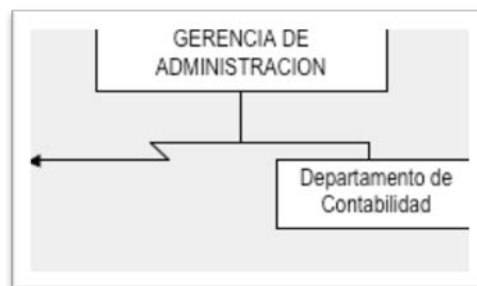 GERENCIA DE
ADMINISTRACION
Departamento de
Contabilidad